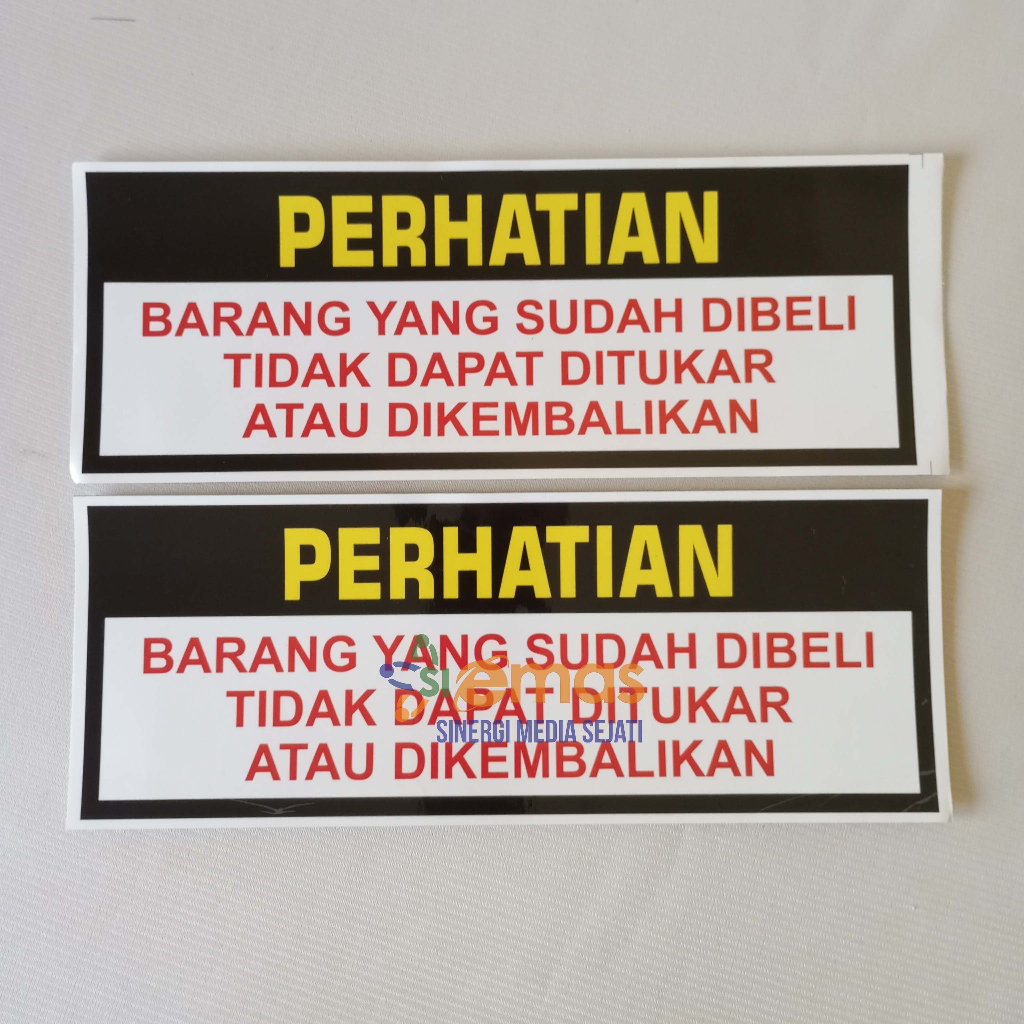 PERHATIAN
BARANG YANG SUDAH DIBELI
TIDAK DAPAT DITUKAR
ATAU DIKEMBALIKAN
PERHATIAN
BARANG YANG SUDAH DIBELI
TIDAK DAPAT DITUKAR
ATAU DIKEMBALIKAN
SINERGI MEDIA SEJATI